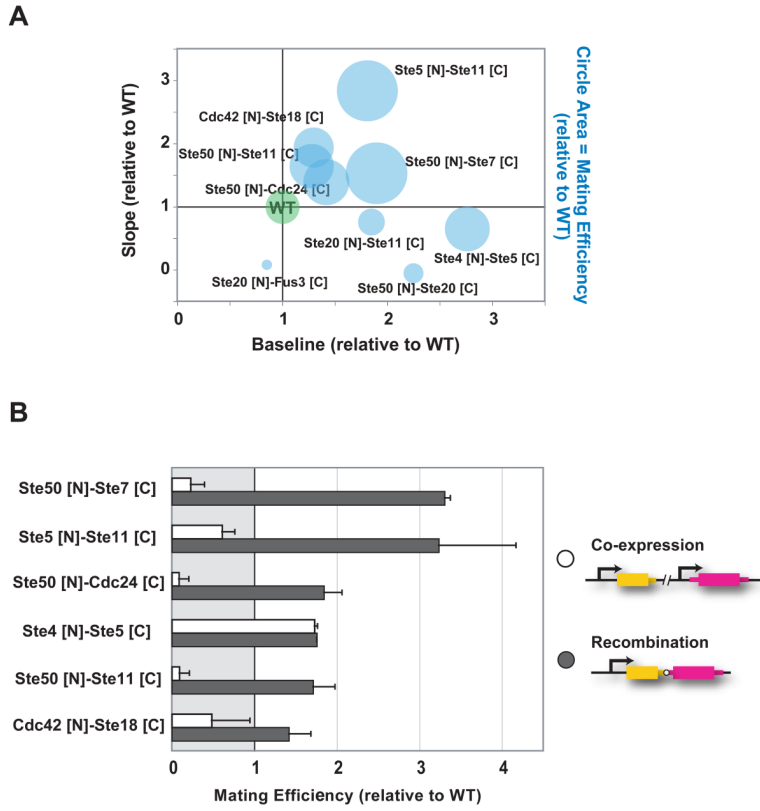 A
Circle Area = Mating Efficiency
(relative to WT)
Slope (relative to WT)
3
2
1
0
Ste5 [N]-Ste11 [C]
Cdc42 [N]-Ste18 [C]
Ste50 [N]-Ste11 [C]
Ste50 [N]-Ste7 [C]
Ste50 [N]-Cdc24 [C]
WT
Ste20 [N]-Ste11 [C]
Ste4 [N]-Ste5 [C]
Ste20 [N]-Fus3 [C]
Ste50 [N]-Ste20 [C]
0 1 2 3
Baseline (relative to WT)
B
Ste50 [N]-Ste7 [C]
Ste5 [N]-Ste11 [C]
Ste50 [N]-Cdc24 [C]
Ste4 [N]-Ste5 [C]
Ste50 [N]-Ste11 [C]
Cdc42 [N]-Ste18 [C]
0 1 2 3 4
Mating Efficiency (relative to WT)
Co-expression
Recombination